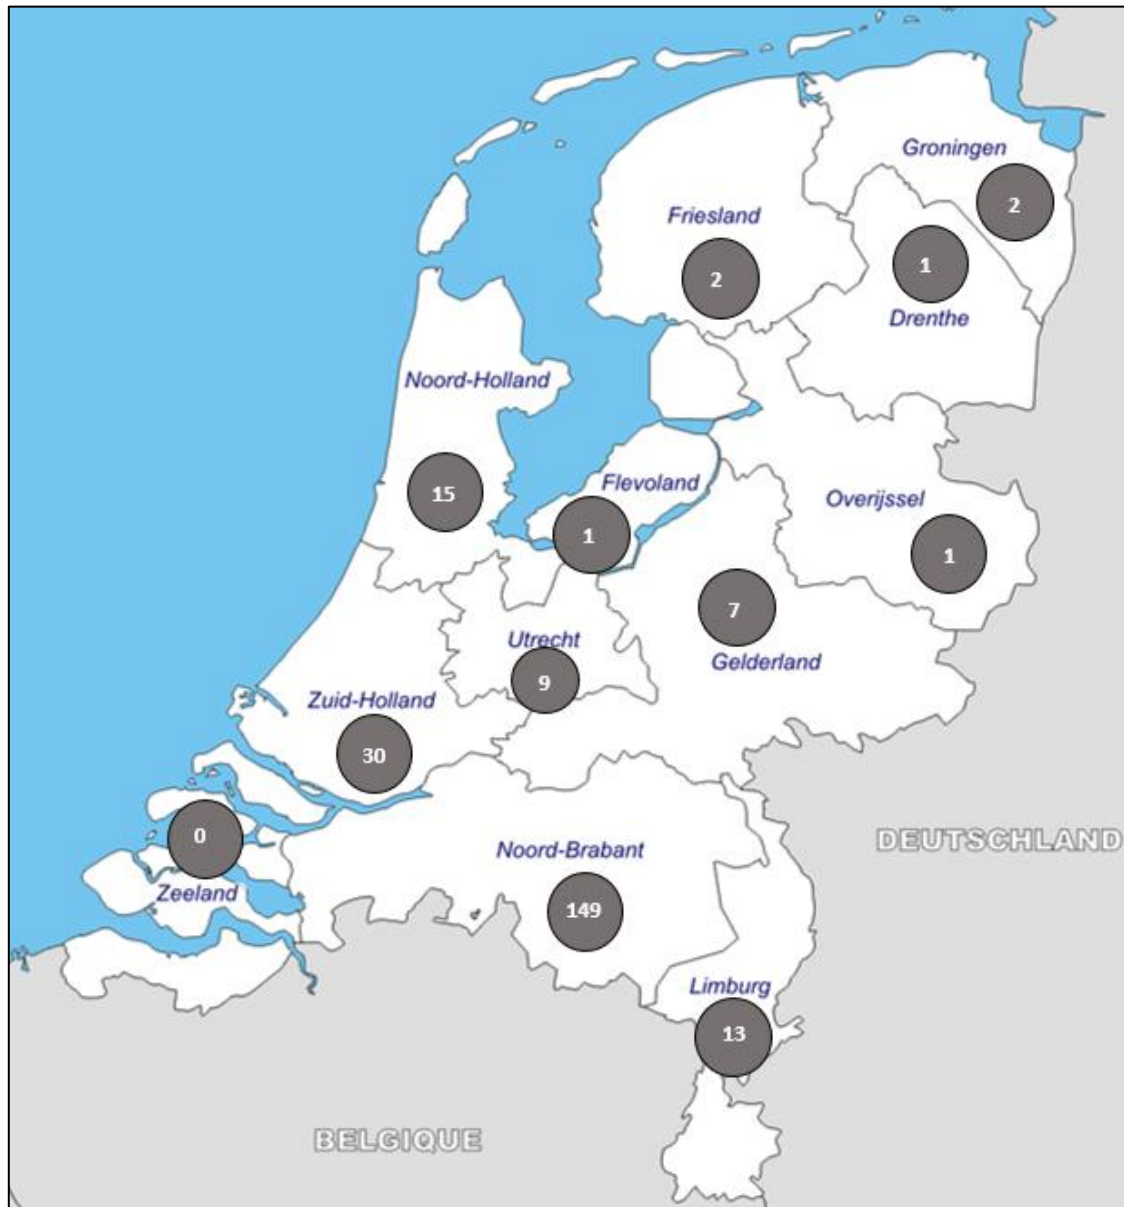 Groningen
2
Friesland
2
1
Drenthe
Noord-Holland
15
Flevoland
1
Overijssel
1
7
Gelderland
Utrecht
9
Zuid-Holland
30
0
Zeeland
Noord-Brabant
149
DEUTSCHLAND
Limburg
13
BELGIQUE